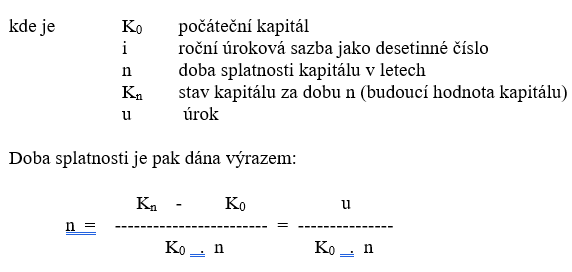 kde je K₀ počáteční kapitál
i roční úroková sazba jako desetinné číslo
n doba splatnosti kapitálu v letech
Kₙ stav kapitálu za dobu n (budoucí hodnota kapitálu)
u úrok
Doba splatnosti je pak dána výrazem:
Kₙ - K₀ u
n = ------------------------ = ---------------
K₀ . n K₀ . n